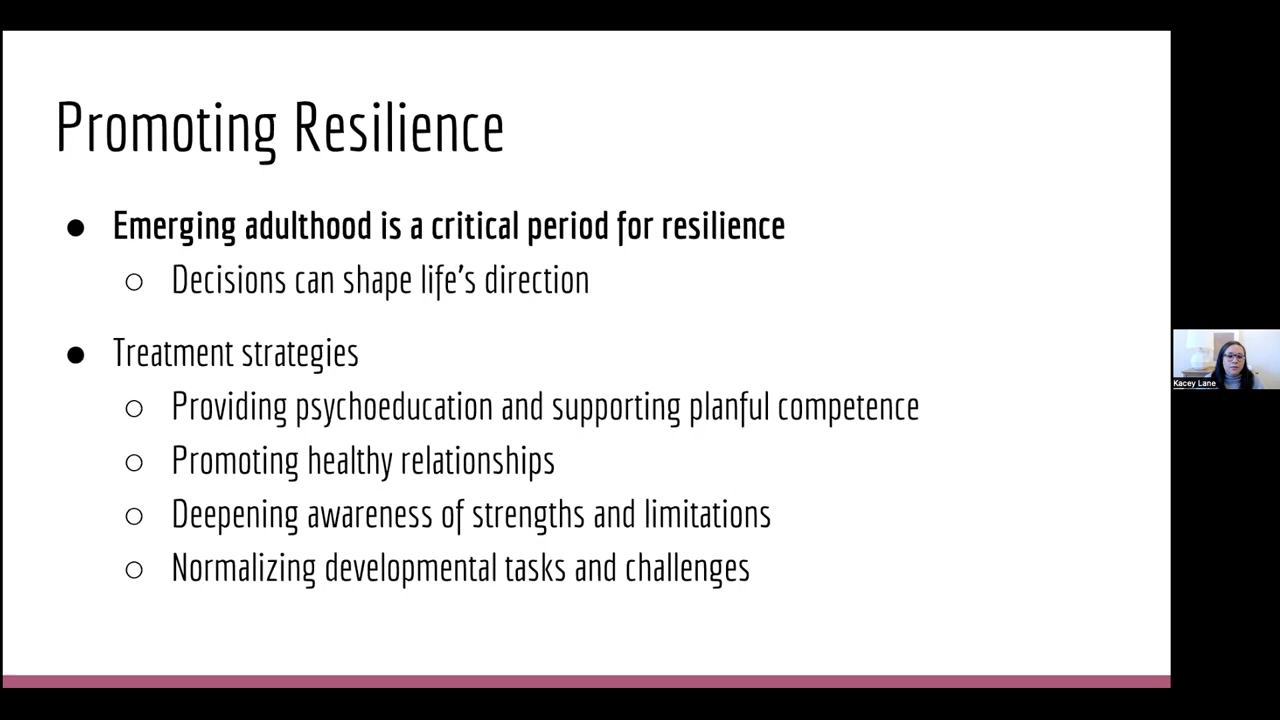 Promoting Resilience
● Emerging adulthood is a critical period for resilience
○ Decisions can shape life's direction
● Treatment strategies
○ Providing psychoeducation and supporting planful competence
○ Promoting healthy relationships
○ Deepening awareness of strengths and limitations
○ Normalizing developmental tasks and challenges
Kacey Lane